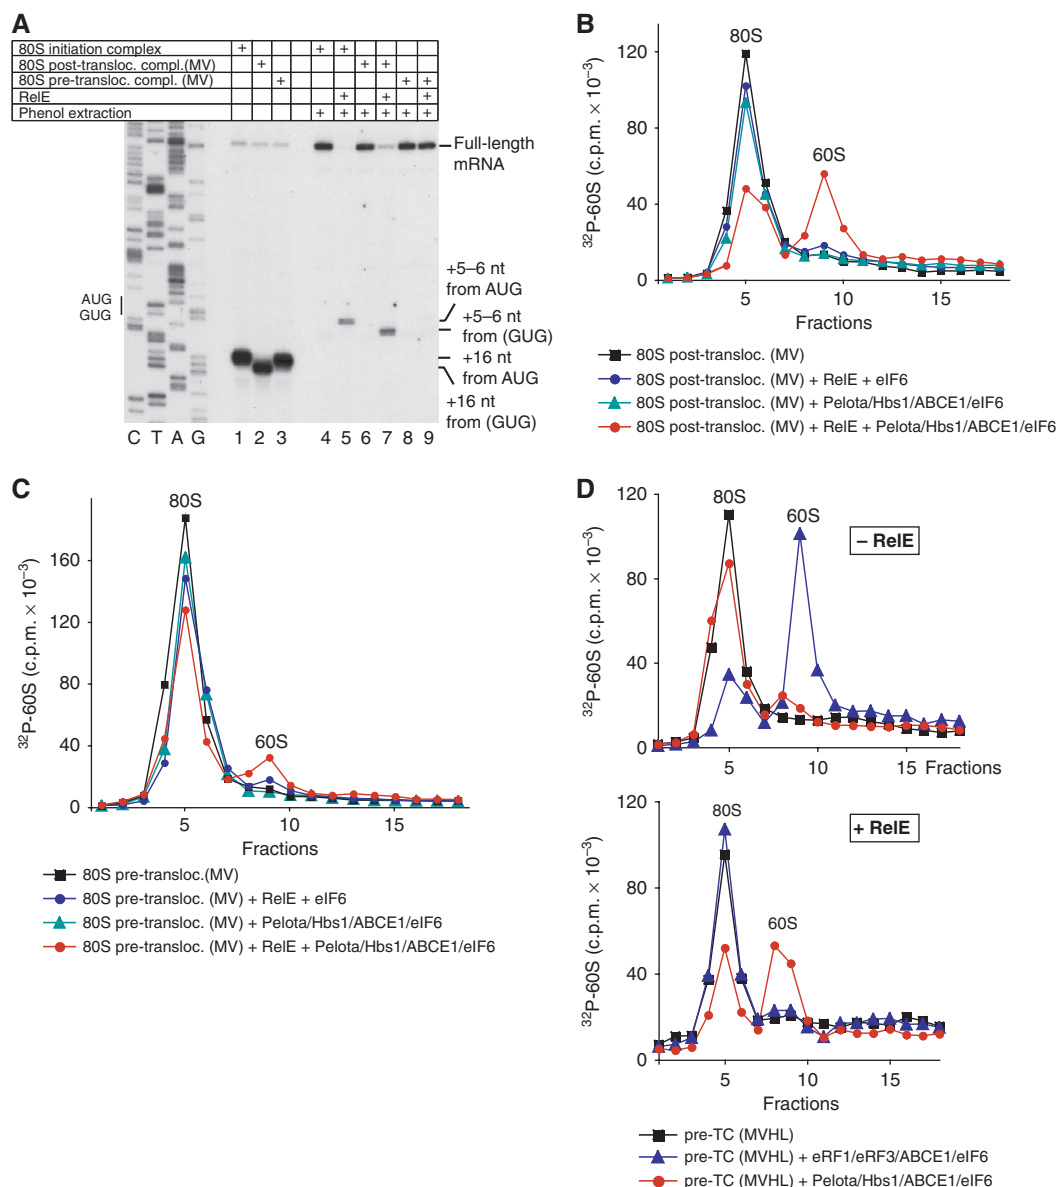 A
80S initiation complex + + +
80S post-transloc. compl.(MV) + + +
80S pre-transloc. compl. (MV) + + +
RelE + + +
Phenol extraction + + + + + +
Full-length
mRNA
+5–6 nt
from AUG
AUG
GUG
+5–6 nt
from (GUG)
+16 nt
from AUG
+16 nt
from (GUG)
C T A G 1 2 3 4 5 6 7 8 9
B
³²P-60S (c.p.m. × 10⁻³)
120
80
40
0
80S
60S
5 10 15
Fractions
80S post-transloc. (MV)
80S post-transloc. (MV) + RelE + eIF6
80S post-transloc. (MV) + Pelota/Hbs1/ABCE1/eIF6
80S post-transloc. (MV) + RelE + Pelota/Hbs1/ABCE1/eIF6
C
³²P-60S (c.p.m. × 10⁻³)
160
120
80
40
0
80S
60S
5 10 15
Fractions
80S pre-transloc.(MV)
80S pre-transloc. (MV) + RelE + eIF6
80S pre-transloc. (MV) + Pelota/Hbs1/ABCE1/eIF6
80S pre-transloc. (MV) + RelE + Pelota/Hbs1/ABCE1/eIF6
D
³²P-60S (c.p.m. × 10⁻³)
120
80
40
0
80S
60S
– RelE
5 10 15 Fractions
³²P-60S (c.p.m. × 10⁻³)
120
80
40
0
80S
60S
+ RelE
5 10 15
Fractions
pre-TC (MVHL)
pre-TC (MVHL) + eRF1/eRF3/ABCE1/eIF6
pre-TC (MVHL) + Pelota/Hbs1/ABCE1/eIF6